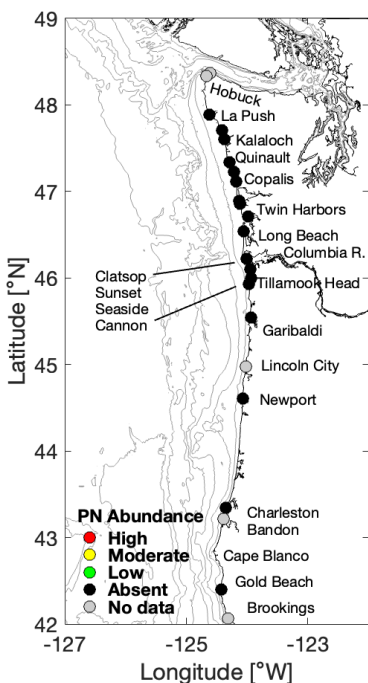 49
48
47
46
45
44
43
42
Latitude [°N]
Hobuck
La Push
Kalaloch
Quinault
Copalis
Twin Harbors
Long Beach
Columbia R.
Clatsop
Sunset
Seaside
Cannon
Tillamook Head
Garibaldi
Lincoln City
Newport
Charleston
Bandon
Cape Blanco
Gold Beach
Brookings
PN Abundance
High
Moderate
Low
Absent
No data
-127
-125
-123
Longitude [°W]